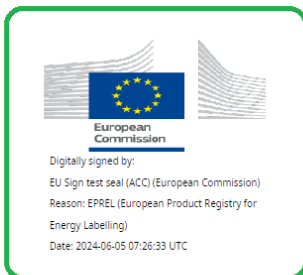 European
Commission
Digitally signed by:
EU Sign test seal (ACC) (European Commission)
Reason: EPREL (European Product Registry for
Energy Labelling)
Date: 2024-06-05 07:26:33 UTC